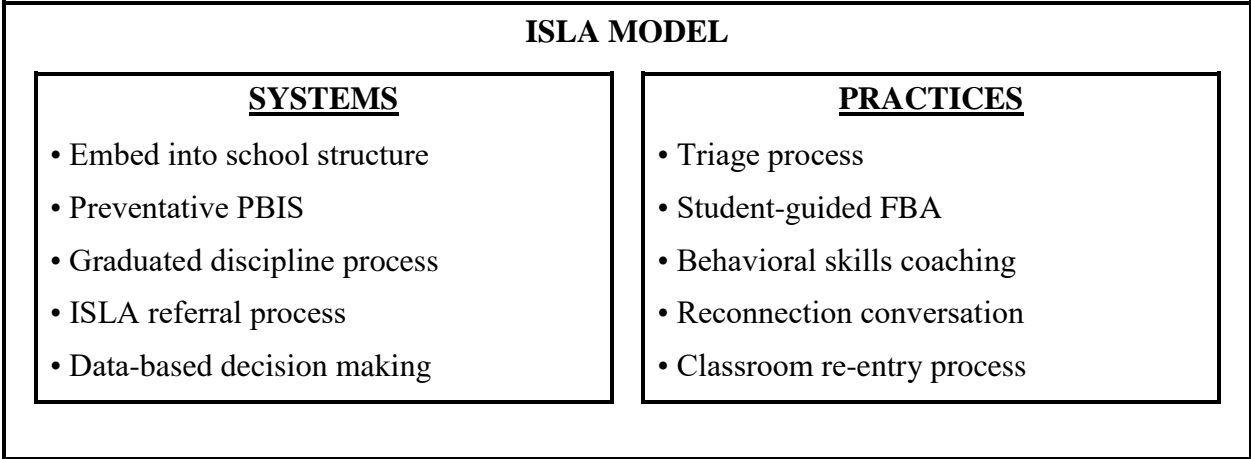 ISLA MODEL
SYSTEMS
• Embed into school structure
• Preventative PBIS
• Graduated discipline process
• ISLA referral process
• Data-based decision making
PRACTICES
• Triage process
• Student-guided FBA
• Behavioral skills coaching
• Reconnection conversation
• Classroom re-entry process